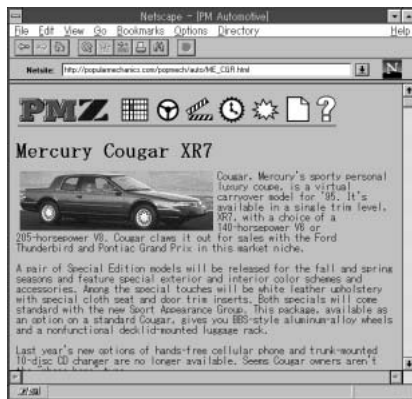 Netscape - [PM Automotive]
File Edit View Go Bookmarks Options Directory Help
Netsite: http://popularmechanics.com/popmech/auto/ME_CGR.html
N
PMZ
?
Mercury Cougar XR7
Cougar, Mercury's sporty personal
luxury coupe, is a virtual
carryover model for '95. It's
available in a single trim level,
XR7, with a choice of a
140-horsepower V6 or
205-horsepower V8. Cougar claws it out for sales with the Ford
Thunderbird and Pontiac Grand Prix in this market niche.
A pair of Special Edition models will be released for the fall and spring
seasons and feature special exterior and interior color schemes and
accessories. Among the special touches will be white leather upholstery
with special cloth seat and door trim inserts. Both specials will come
standard with the new Sport Appearance Group. This package, available as
an option on a standard Cougar, gives you BBS-style aluminum-alloy wheels
and a nonfunctional decklid-mounted luggage rack.
Last year's new options of hands-free cellular phone and trunk-mounted
10-disc CD changer are no longer available. Seems Cougar owners aren't